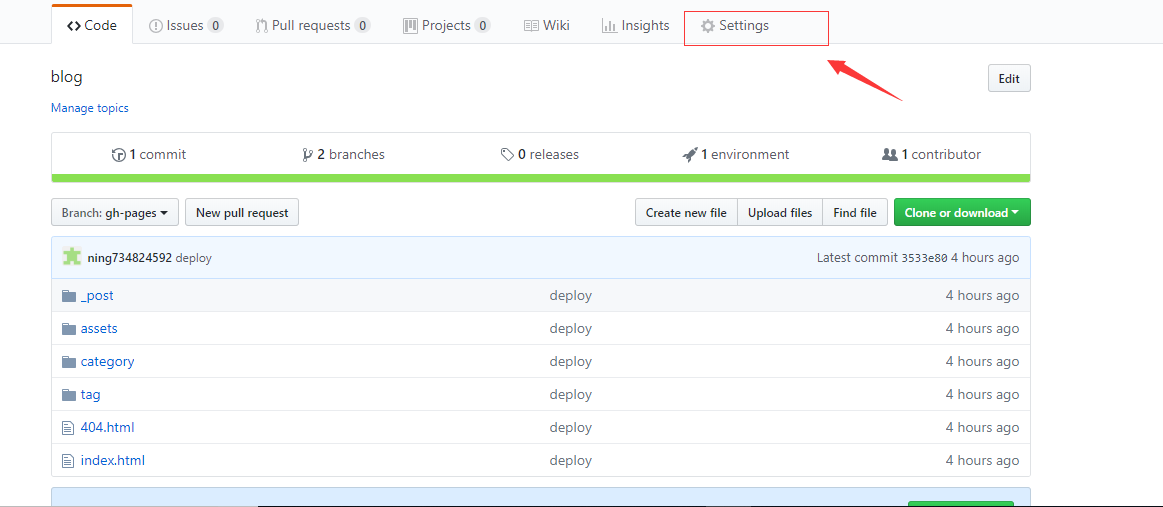 Code Issues 0 Pull requests 0 Projects 0 Wiki Insights Settings
blog Edit
Manage topics
1 commit 2 branches 0 releases 1 environment 1 contributor
Branch: gh-pages New pull request Create new file Upload files Find file Clone or download
ning734824592 deploy Latest commit 3533e80 4 hours ago
_post deploy 4 hours ago
assets deploy 4 hours ago
category deploy 4 hours ago
tag deploy 4 hours ago
404.html deploy 4 hours ago
index.html deploy 4 hours ago